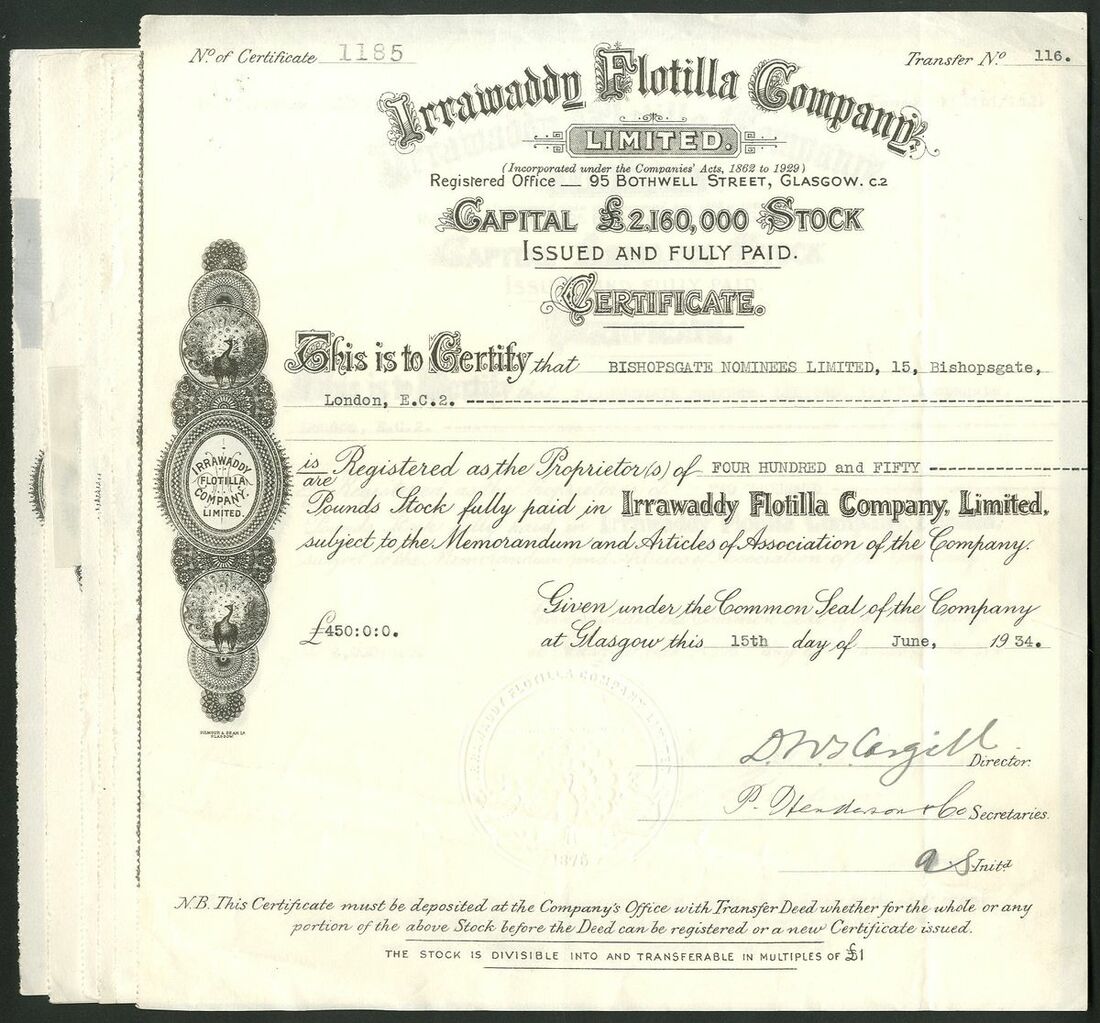 No. of Certificate 1185
Transfer No. 116.
Irrawaddy Flotilla Company,
LIMITED.
(Incorporated under the Companies' Acts, 1862 to 1929)
Registered Office — 95 BOTHWELL STREET, GLASGOW. C.2
CAPITAL £2,160,000 STOCK
ISSUED AND FULLY PAID.
CERTIFICATE.
This is to Certify that BISHOPSGATE NOMINEES LIMITED, 15, Bishopsgate,
London, E.C.2.
is
are Registered as the Proprietor(s) of FOUR HUNDRED and FIFTY
Pounds Stock fully paid in Irrawaddy Flotilla Company, Limited,
subject to the Memorandum and Articles of Association of the Company.
IRRAWADDY
FLOTILLA
COMPANY,
LIMITED.
Given under the Common Seal of the Company
£450:0:0.
at Glasgow this 15th day of June, 1934.
IRRAWADDY FLOTILLA COMPANY LIMITED
1876
GLASGOW
D.W.T. Cargill
Director.
P. Henderson & Co Secretaries.
Initd
N.B. This Certificate must be deposited at the Company's Office with Transfer Deed whether for the whole or any
portion of the above Stock before the Deed can be registered or a new Certificate issued.
THE STOCK IS DIVISIBLE INTO AND TRANSFERABLE IN MULTIPLES OF £1